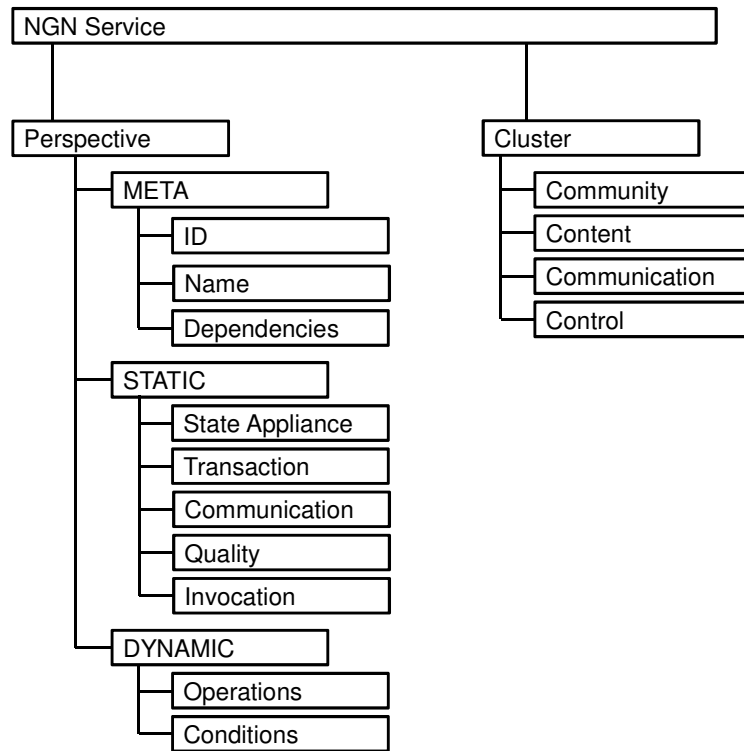 NGN Service
Perspective
META
ID
Name
Dependencies
STATIC
State Appliance
Transaction
Communication
Quality
Invocation
DYNAMIC
Operations
Conditions
Cluster
Community
Content
Communication
Control